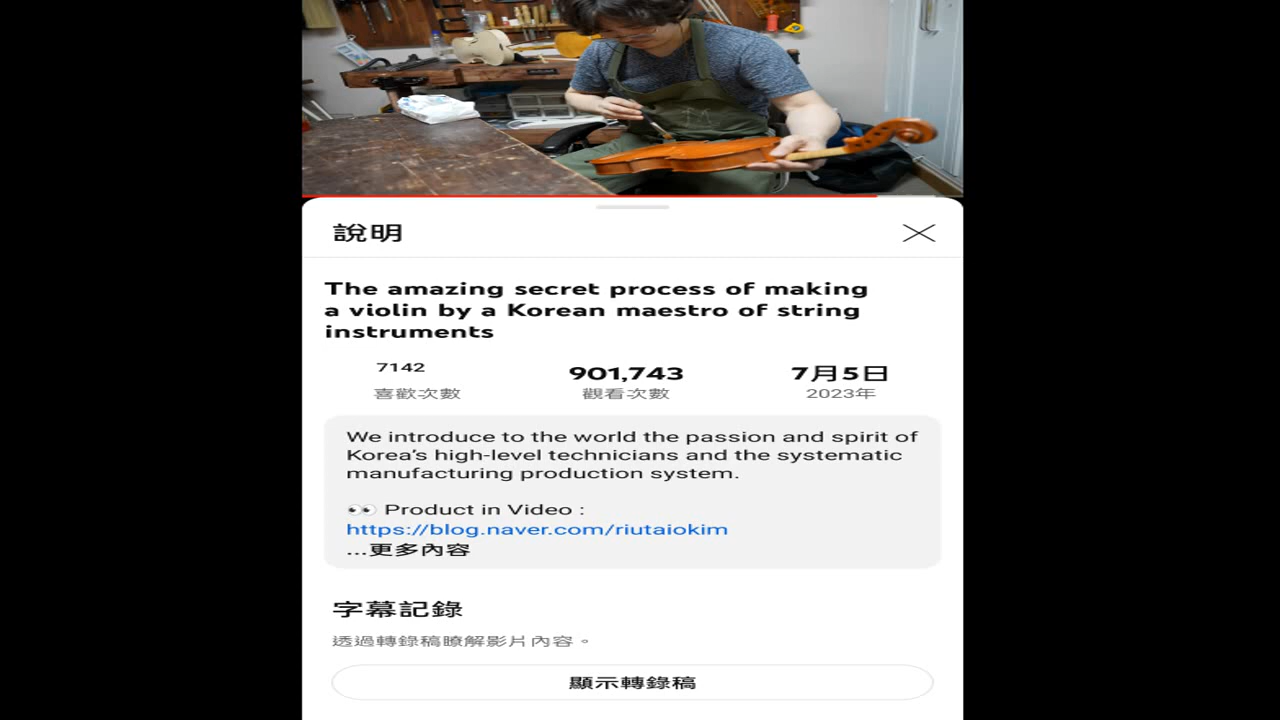 說明
The amazing secret process of making
a violin by a Korean maestro of string
instruments
7142 901,743 7月5日
喜歡次數 觀看次數 2023年
We introduce to the world the passion and spirit of
Korea's high-level technicians and the systematic
manufacturing production system.
👀 Product in Video :
https://blog.naver.com/riutaiokim
...更多內容
字幕記錄
透過轉錄稿瞭解影片內容。
顯示轉錄稿